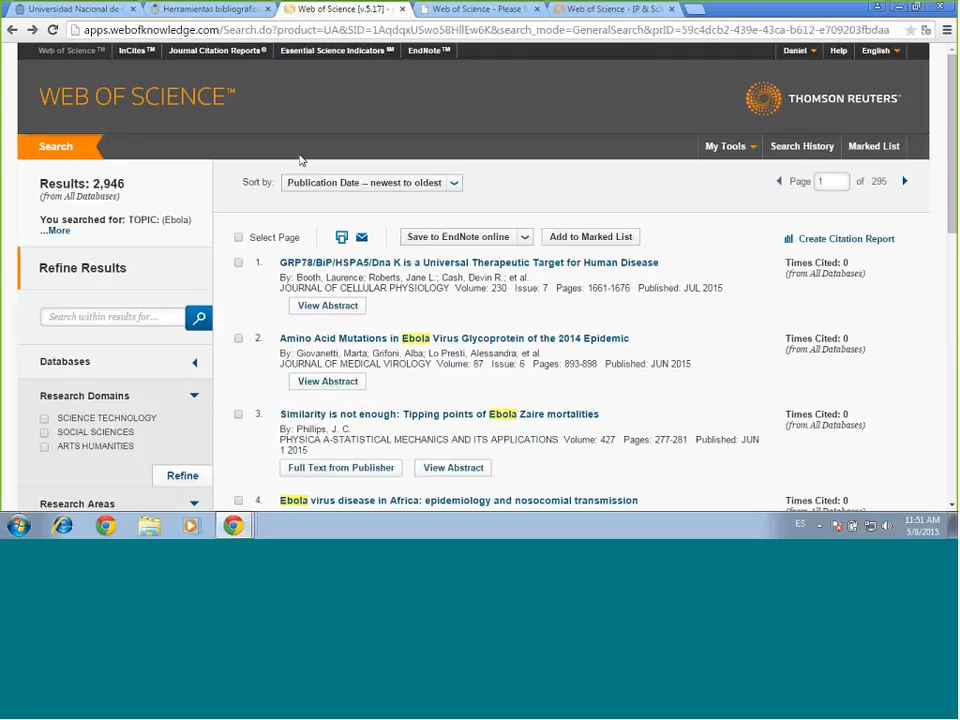 Universidad Nacional de
Herramientas bibliográfic
Web of Science [v.5.17] - 
Web of Science - Please
Web of Science - IP & Sci
apps.webofknowledge.com/Search.do?product=UA&SID=1AqdqxUSwo58HllEw6K&search_mode=GeneralSearch&prID=59c4dcb2-439e-43ca-b612-e709203fbdaa
Web of Science™ InCites™ Journal Citation Reports® Essential Science Indicators℠ EndNote™ Daniel Help English
WEB OF SCIENCE™
THOMSON REUTERS™
Search
My Tools Search History Marked List
Results: 2,946
(from All Databases)
You searched for: TOPIC: (Ebola)
...More
Refine Results
Search within results for...
Databases
Research Domains
SCIENCE TECHNOLOGY
SOCIAL SCIENCES
ARTS HUMANITIES
Refine
Research Areas
Sort by: Publication Date -- newest to oldest
Page 1 of 295
Select Page Save to EndNote online Add to Marked List
Create Citation Report
1. GRP78/BiP/HSPA5/Dna K is a Universal Therapeutic Target for Human Disease
By: Booth, Laurence; Roberts, Jane L.; Cash, Devin R.; et al.
JOURNAL OF CELLULAR PHYSIOLOGY Volume: 230 Issue: 7 Pages: 1661-1676 Published: JUL 2015
View Abstract
Times Cited: 0
(from All Databases)
2. Amino Acid Mutations in Ebola Virus Glycoprotein of the 2014 Epidemic
By: Giovanetti, Marta; Grifoni, Alba; Lo Presti, Alessandra; et al.
JOURNAL OF MEDICAL VIROLOGY Volume: 87 Issue: 6 Pages: 893-898 Published: JUN 2015
View Abstract
Times Cited: 0
(from All Databases)
3. Similarity is not enough: Tipping points of Ebola Zaire mortalities
By: Phillips, J. C.
PHYSICA A-STATISTICAL MECHANICS AND ITS APPLICATIONS Volume: 427 Pages: 277-281 Published: JUN
1 2015
Full Text from Publisher View Abstract
Times Cited: 0
(from All Databases)
4. Ebola virus disease in Africa: epidemiology and nosocomial transmission
Times Cited: 0
ES
11:51 AM
5/8/2015